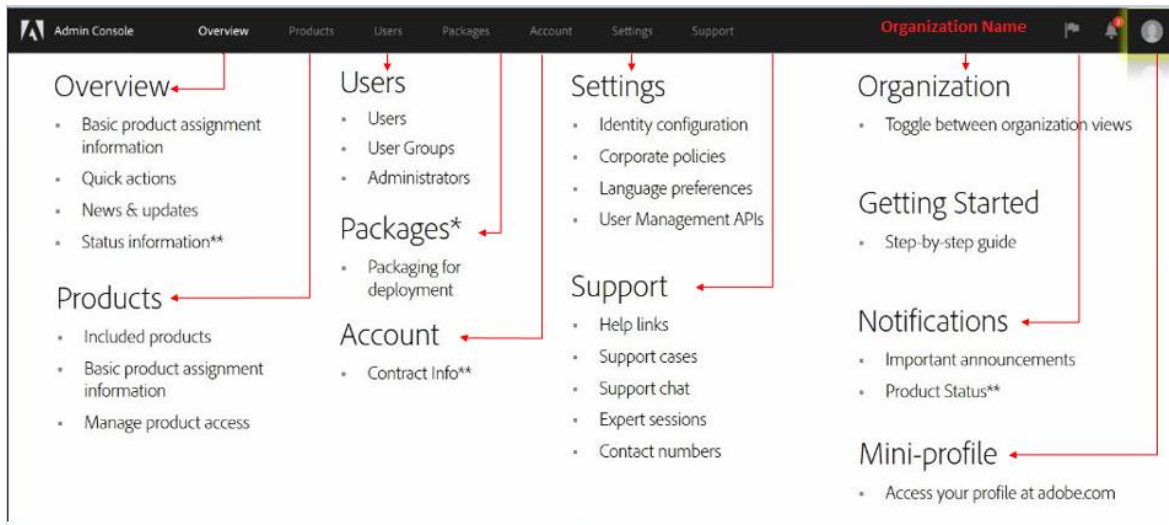 Admin Console Overview Products Users Packages Account Settings Support Organization Name 2
Overview
▪ Basic product assignment
information
▪ Quick actions
▪ News & updates
▪ Status information**
Products
▪ Included products
▪ Basic product assignment
information
▪ Manage product access
Users
▪ Users
▪ User Groups
▪ Administrators
Packages*
▪ Packaging for
deployment
Account
▪ Contract Info**
Settings
▪ Identity configuration
▪ Corporate policies
▪ Language preferences
▪ User Management APIs
Support
▪ Help links
▪ Support cases
▪ Support chat
▪ Expert sessions
▪ Contact numbers
Organization
▪ Toggle between organization views
Getting Started
▪ Step-by-step guide
Notifications
▪ Important announcements
▪ Product Status**
Mini-profile
▪ Access your profile at adobe.com